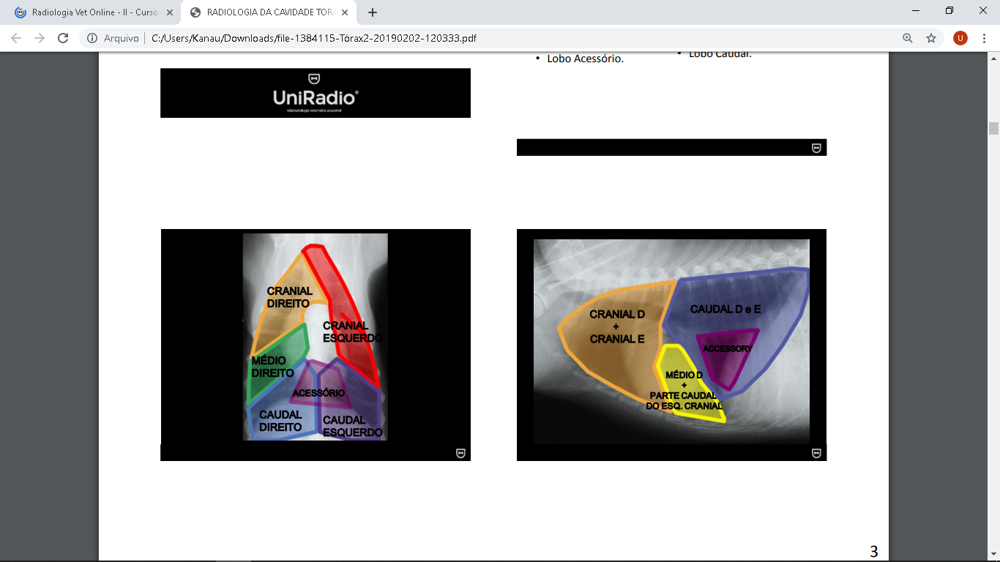 Radiologia Vet Online - II - Curso
RADIOLOGIA DA CAVIDADE TOR
Arquivo
C:/Users/Kanau/Downloads/file-1384115-Tórax2-20190202-120333.pdf
U
• Lobo Acessório.
• Lobo Caudal.
UniRadio®
telerradiologia veterinária acessível
CRANIAL
DIREITO
CRANIAL
ESQUERDO
MÉDIO
DIREITO
ACESSÓRIO
CAUDAL
DIREITO
CAUDAL
ESQUERDO
CRANIAL D
+
CRANIAL E
CAUDAL D e E
ACCESSORY
MÉDIO D
+
PARTE CAUDAL
DO ESQ. CRANIAL
3